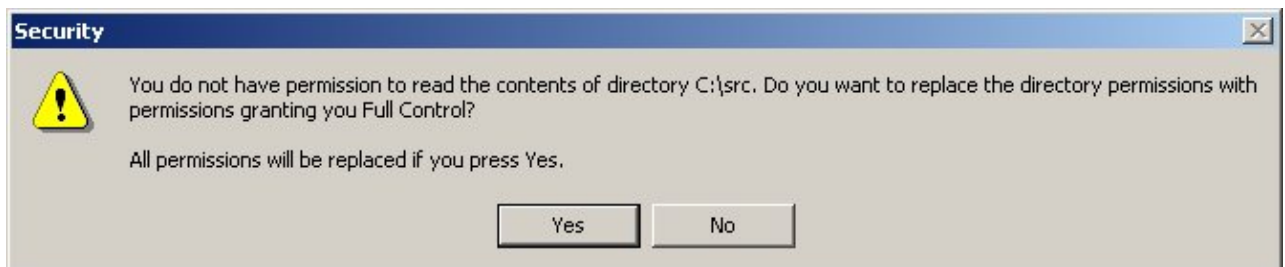 Security
You do not have permission to read the contents of directory C:\src. Do you want to replace the directory permissions with
permissions granting you Full Control?
All permissions will be replaced if you press Yes.
Yes No